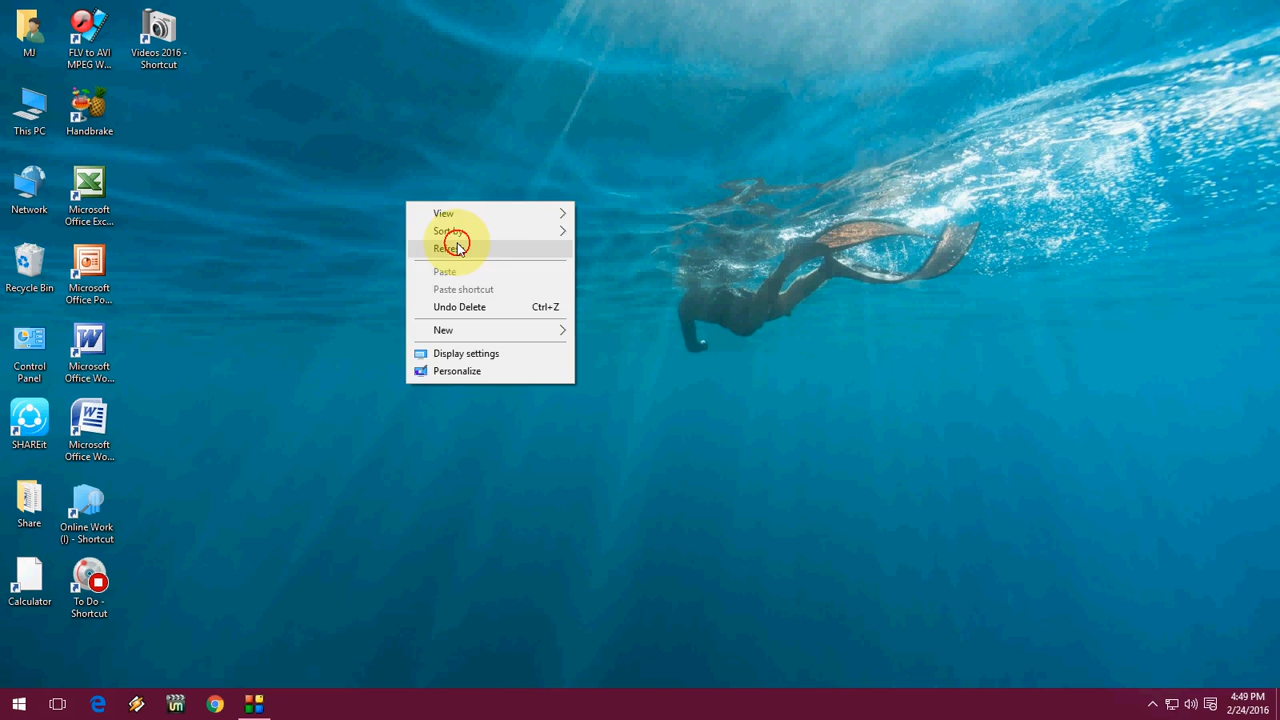 MJ
FLV to AVI
MPEG W...
Videos 2016 -
Shortcut
This PC
Handbrake
Network
Microsoft
Office Exc...
Recycle Bin
Microsoft
Office Po...
Control
Panel
Microsoft
Office Wo...
SHAREit
Microsoft
Office Wo...
Share
Online Work
(I) - Shortcut
Calculator
To Do -
Shortcut
View
Sort by
Refresh
Paste
Paste shortcut
Undo Delete Ctrl+Z
New
Display settings
Personalize
4:49 PM
2/24/2016